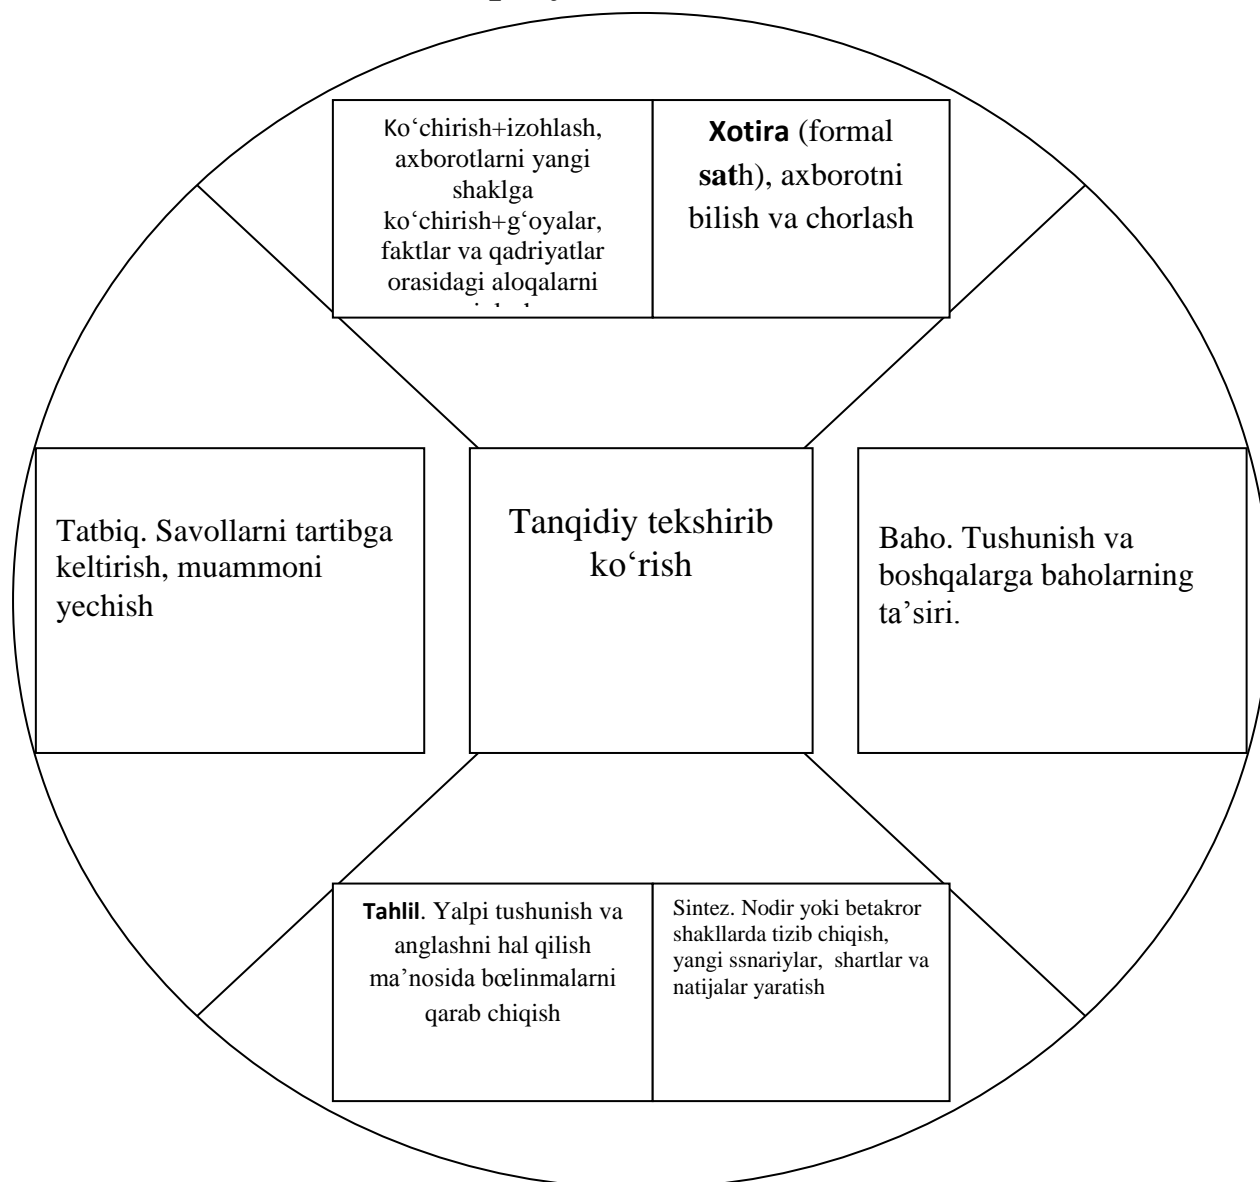 Ko‘chirish+izohlash,
axborotlarni yangi
shaklga
ko‘chirish+g‘oyalar,
faktlar va qadriyatlar
orasidagi aloqalarni
Xotira (formal
sath), axborotni
bilish va chorlash
Tatbiq. Savollarni tartibga
keltirish, muammoni
yechish
Tanqidiy tekshirib
ko‘rish
Baho. Tushunish va
boshqalarga baholarning
ta’siri.
Tahlil. Yalpi tushunish va
anglashni hal qilish
ma’nosida bœlinmalarni
qarab chiqish
Sintez. Nodir yoki betakror
shakllarda tizib chiqish,
yangi ssnariylar, shartlar va
natijalar yaratish